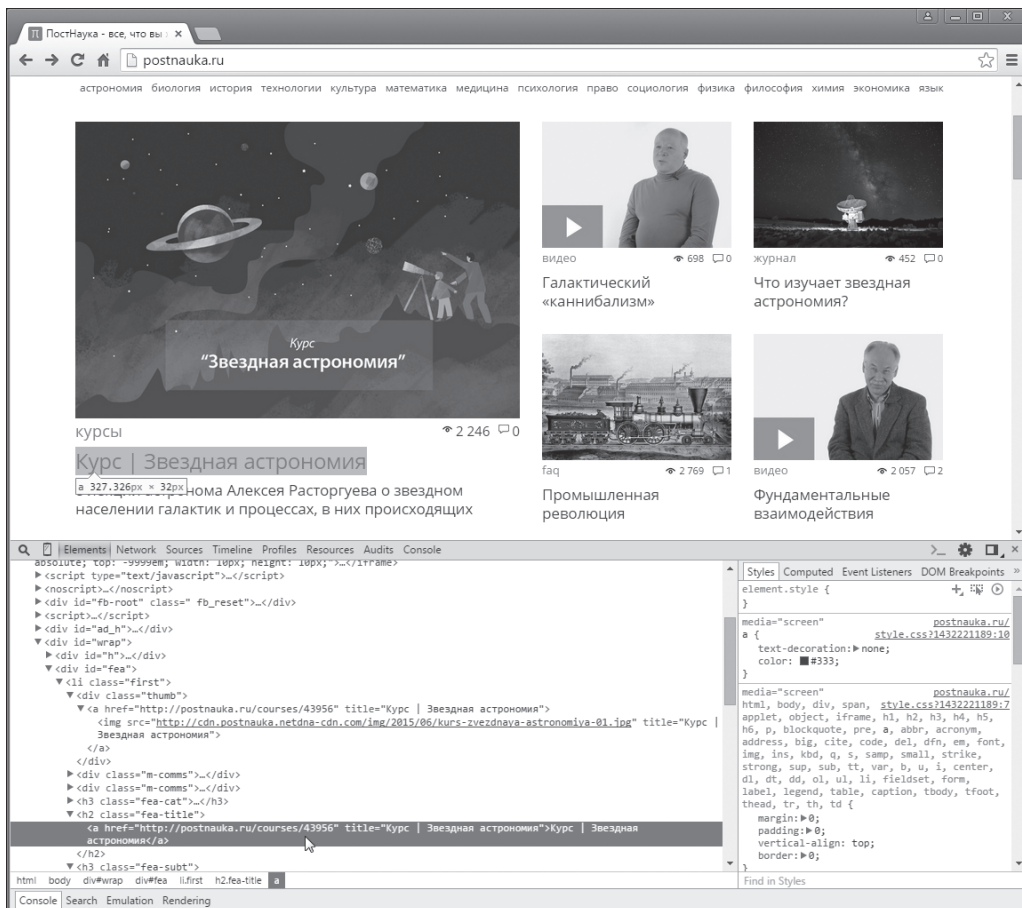 ПостНаука - все, что вы
postnauka.ru
астрономия биология история технологии культура математика медицина психология право социология физика философия химия экономика язык
Курс
"Звездная астрономия"
курсы 2 246 0
Курс | Звездная астрономия
a 327.326px × 32px
астронома Алексея Расторгуева о звездном
населении галактик и процессах, в них происходящих
видео 698 0
Галактический
«каннибализм»
журнал 452 0
Что изучает звездная
астрономия?
faq 2 769 1
Промышленная
революция
видео 2 057 2
Фундаментальные
взаимодействия
Elements Network Sources Timeline Profiles Resources Audits Console
absolute; top: -9999em; width: 10px; height: 10px;">…</iframe>
<script type="text/javascript">…</script>
<noscript>…</noscript>
<div id="fb-root" class=" fb_reset">…</div>
<script>…</script>
<div id="ad_h">…</div>
<div id="wrap">
<div id="h">…</div>
<div id="fea">
<li class="first">
<div class="thumb">
<a href="http://postnauka.ru/courses/43956" title="Курс | Звездная астрономия">
<img src="http://cdn.postnauka.netdna-cdn.com/img/2015/06/kurs-zvezdnaya-astronomiya-01.jpg" title="Курс |
Звездная астрономия">
</a>
</div>
<div class="m-comms">…</div>
<div class="m-comms">…</div>
<h3 class="fea-cat">…</h3>
<h2 class="fea-title">
<a href="http://postnauka.ru/courses/43956" title="Курс | Звездная астрономия">Курс | Звездная
астрономия</a>
</h2>
<h3 class="fea-subt">
html body div#wrap div#fea li.first h2.fea-title a
Styles Computed Event Listeners DOM Breakpoints »
element.style {
}
media="screen" postnauka.ru/
a { style.css?1432221189:10
text-decoration: none;
color: #333;
}
media="screen" postnauka.ru/
html, body, div, span, style.css?1432221189:7
applet, object, iframe, h1, h2, h3, h4, h5,
h6, p, blockquote, pre, a, abbr, acronym,
address, big, cite, code, del, dfn, em, font,
img, ins, kbd, q, s, samp, small, strike,
strong, sup, sub, tt, var, b, u, i, center,
dl, dt, dd, ol, ul, li, fieldset, form,
label, legend, table, caption, tbody, tfoot,
thead, tr, th, td {
margin: 0;
padding: 0;
vertical-align: top;
border: 0;
}
Find in Styles
Console Search Emulation Rendering